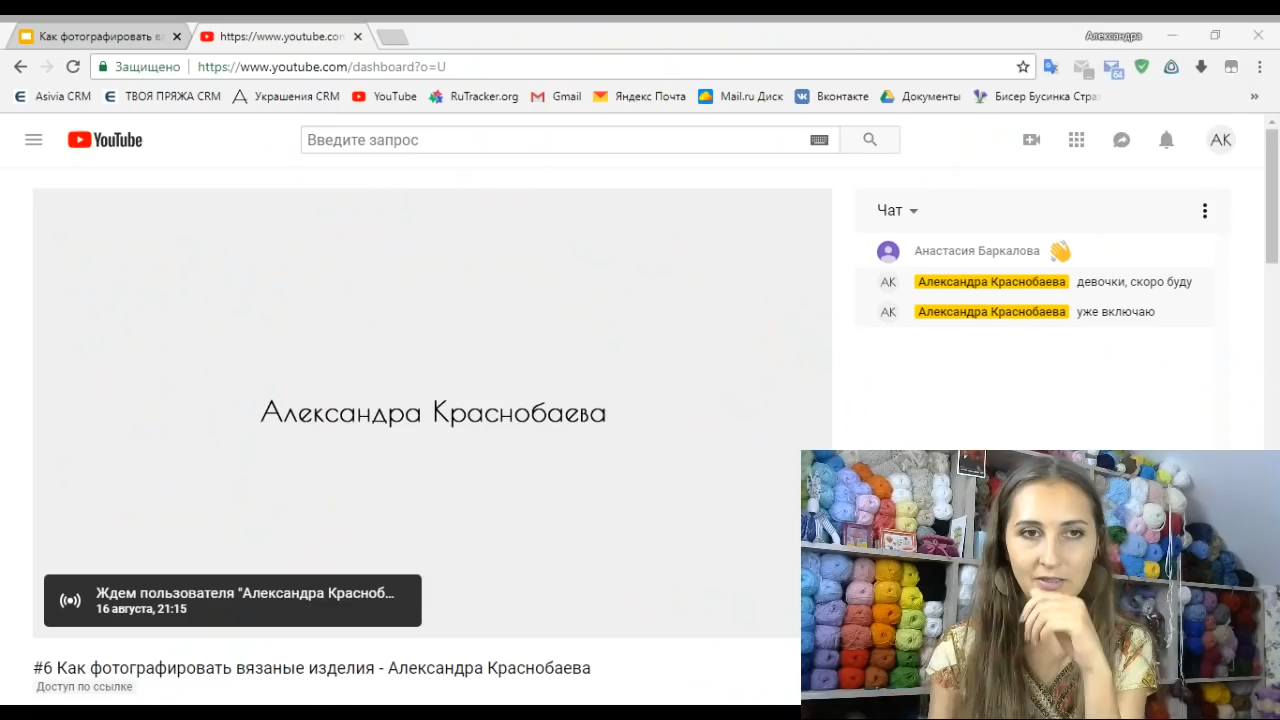 Как фотографировать в
https://www.youtube.com
Александра
Защищено
https://www.youtube.com/dashboard?o=U
64
Asivia CRM
ТВОЯ ПРЯЖА CRM
Украшения CRM
YouTube
RuTracker.org
Gmail
Яндекс Почта
Mail.ru Диск
Вконтакте
Документы
Бисер Бусинка Стра
YouTube
Введите запрос
AK
Чат
Анастасия Баркалова
AK Александра Краснобаева девочки, скоро буду
AK Александра Краснобаева уже включаю
Александра Краснобаева
Ждем пользователя "Александра Красноб...
16 августа, 21:15
#6 Как фотографировать вязаные изделия - Александра Краснобаева
Доступ по ссылке